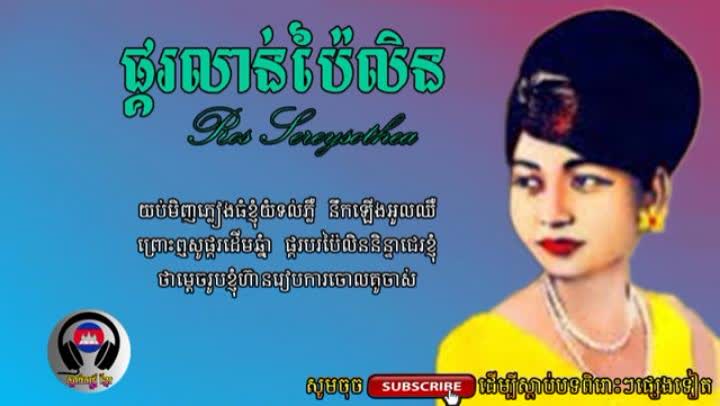 ផ្គរលាន់ប៉ៃលិន
Ros Sereysothea
យប់មិញភ្លៀងធំខ្ញុំយំទល់ភ្លឺ នឹកឡើងអួលឈឺ
ព្រោះឮសូផ្គរដើមឆ្នាំ ផ្គរបរប៉ៃលិននិន្នាជេរខ្ញុំ
ថាម្ដេចរូបខ្ញុំហ៊ានរៀបការចោលគូចាស់
សូមចុច SUBSCRIBE ដើម្បីស្ដាប់បទពិរោះៗផ្សេងទៀត